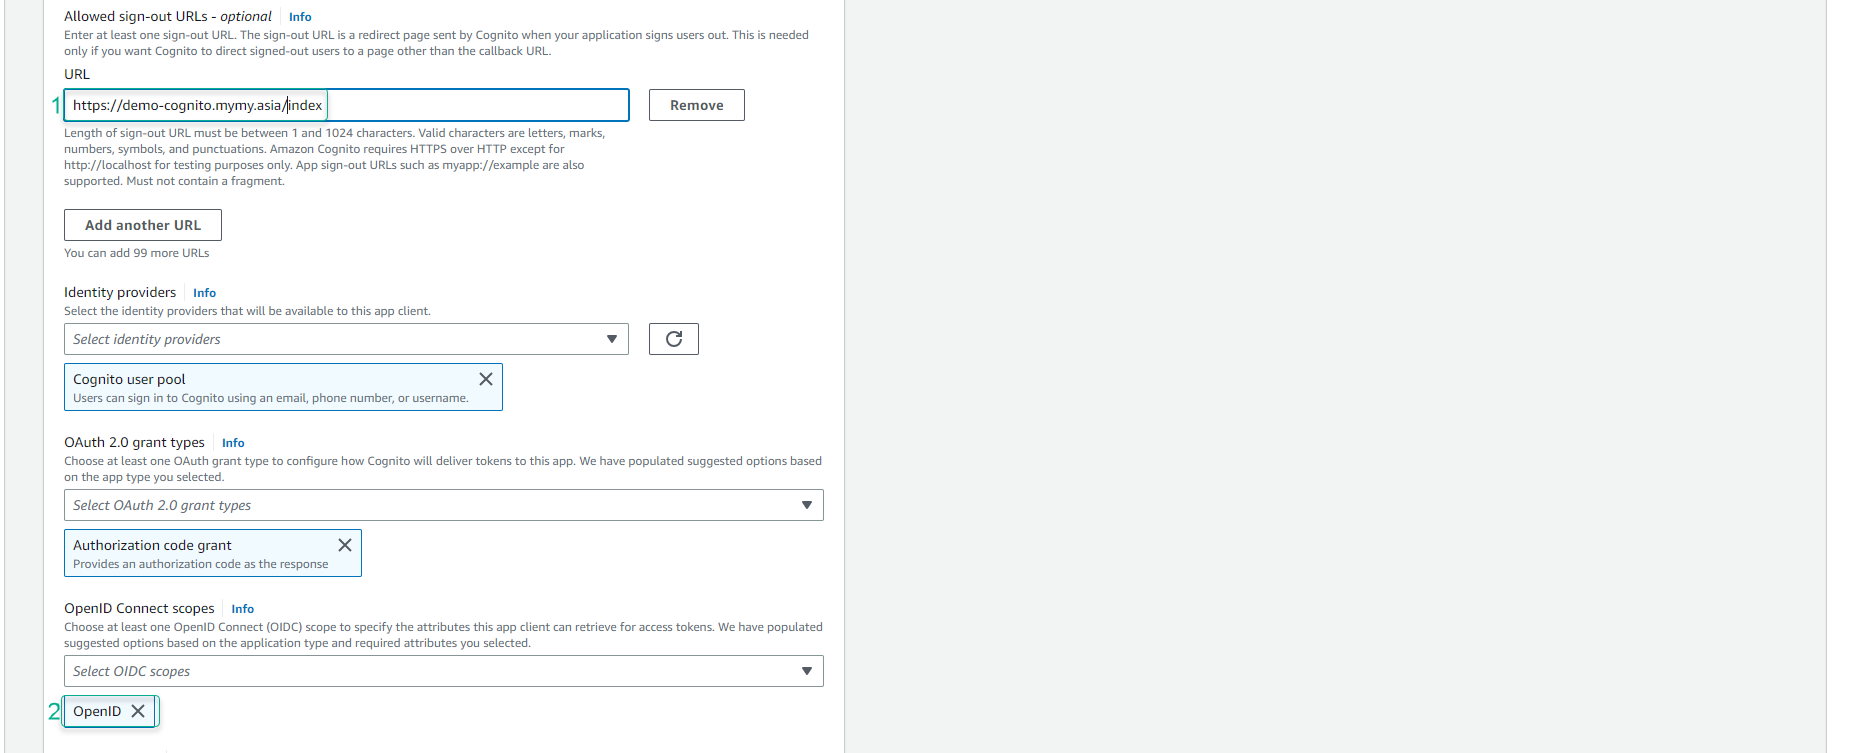 Allowed sign-out URLs - optional Info
Enter at least one sign-out URL. The sign-out URL is a redirect page sent by Cognito when your application signs users out. This is needed
only if you want Cognito to direct signed-out users to a page other than the callback URL.
URL
1 https://demo-cognito.mymy.asia/index Remove
Length of sign-out URL must be between 1 and 1024 characters. Valid characters are letters, marks,
numbers, symbols, and punctuations. Amazon Cognito requires HTTPS over HTTP except for
http://localhost for testing purposes only. App sign-out URLs such as myapp://example are also
supported. Must not contain a fragment.
Add another URL
You can add 99 more URLs
Identity providers Info
Select the identity providers that will be available to this app client.
Select identity providers
Cognito user pool
Users can sign in to Cognito using an email, phone number, or username.
OAuth 2.0 grant types Info
Choose at least one OAuth grant type to configure how Cognito will deliver tokens to this app. We have populated suggested options based
on the app type you selected.
Select OAuth 2.0 grant types
Authorization code grant
Provides an authorization code as the response
OpenID Connect scopes Info
Choose at least one OpenID Connect (OIDC) scope to specify the attributes this app client can retrieve for access tokens. We have populated
suggested options based on the application type and required attributes you selected.
Select OIDC scopes
2 OpenID